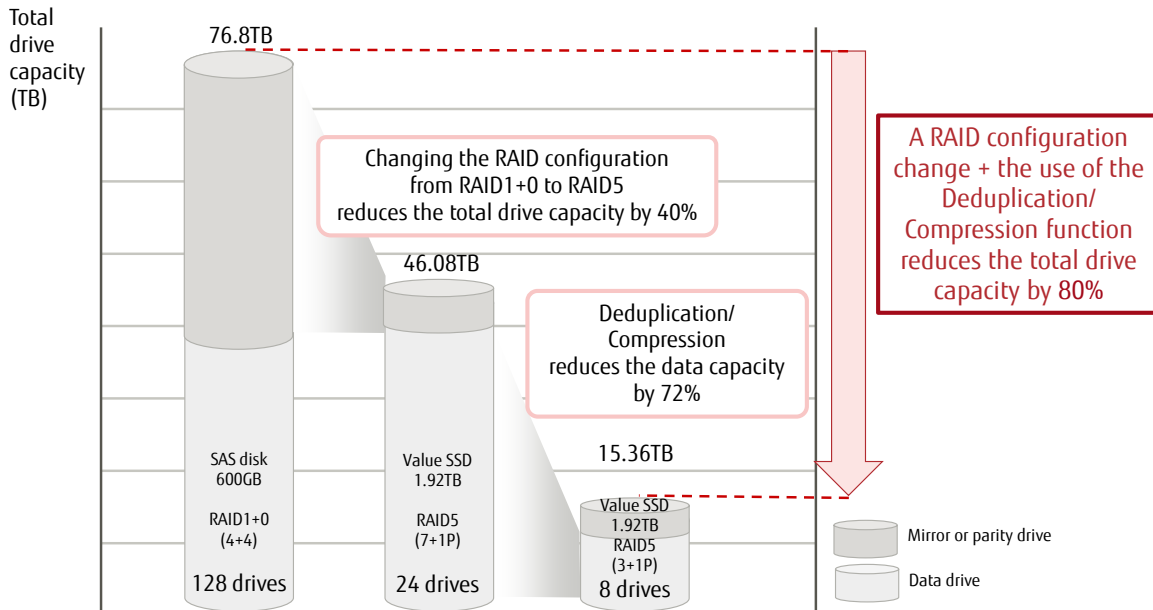 Total
drive
capacity
(TB)
76.8TB
Changing the RAID configuration
from RAID1+0 to RAID5
reduces the total drive capacity by 40%
A RAID configuration
change + the use of the
Deduplication/
Compression function
reduces the total drive
capacity by 80%
46.08TB
Deduplication/
Compression
reduces the data capacity
by 72%
15.36TB
SAS disk
600GB
RAID1+0
(4+4)
128 drives
Value SSD
1.92TB
RAID5
(7+1P)
24 drives
Value SSD
1.92TB
RAID5
(3+1P)
8 drives
Mirror or parity drive
Data drive